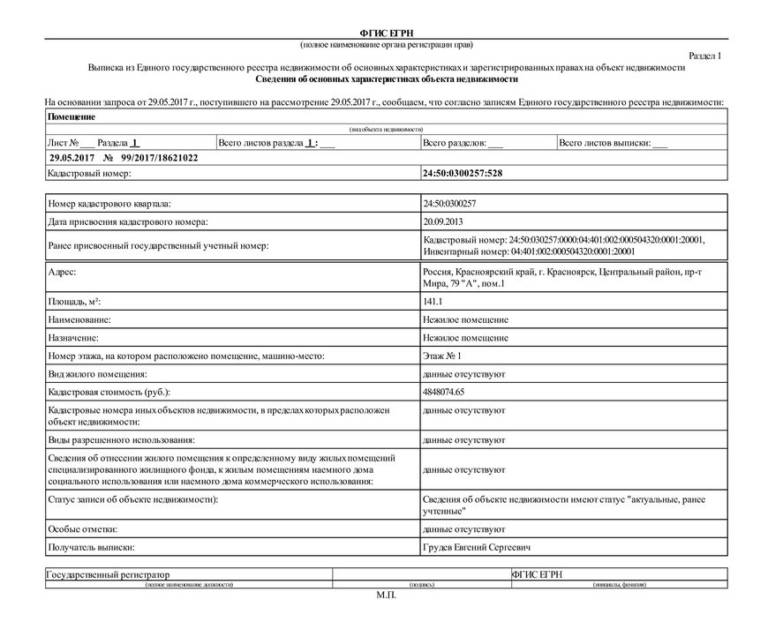 ФГИС ЕГРН
(полное наименование органа регистрации прав)
Раздел 1
Выписка из Единого государственного реестра недвижимости об основных характеристиках и зарегистрированных правах на объект недвижимости
Сведения об основных характеристиках объекта недвижимости
На основании запроса от 29.05.2017 г., поступившего на рассмотрение 29.05.2017 г., сообщаем, что согласно записям Единого государственного реестра недвижимости:
Помещение
(вид объекта недвижимости)
Лист № ___ Раздела 1 Всего листов раздела 1 : ___ Всего разделов: ___ Всего листов выписки: ___
29.05.2017 № 99/2017/18621022
Кадастровый номер: 24:50:0300257:528
Номер кадастрового квартала: 24:50:0300257
Дата присвоения кадастрового номера: 20.09.2013
Ранее присвоенный государственный учетный номер: Кадастровый номер: 24:50:030257:0000:04:401:002:000504320:0001:20001,
Инвентарный номер: 04:401:002:000504320:0001:20001
Адрес: Россия, Красноярский край, г. Красноярск, Центральный район, пр-т
Мира, 79 "А", пом.1
Площадь, м²: 141.1
Наименование: Нежилое помещение
Назначение: Нежилое помещение
Номер этажа, на котором расположено помещение, машино-место: Этаж № 1
Вид жилого помещения: данные отсутствуют
Кадастровая стоимость (руб.): 4848074.65
Кадастровые номера иных объектов недвижимости, в пределах которых расположен
объект недвижимости: данные отсутствуют
Виды разрешенного использования: данные отсутствуют
Сведения об отнесении жилого помещения к определенному виду жилых помещений
специализированного жилищного фонда, к жилым помещениям наемного дома
социального использования или наемного дома коммерческого использования: данные отсутствуют
Статус записи об объекте недвижимости): Сведения об объекте недвижимости имеют статус "актуальные, ранее
учтенные"
Особые отметки: данные отсутствуют
Получатель выписки: Грудев Евгений Сергеевич
Государственный регистратор ФГИС ЕГРН
(полное наименование должности) (подпись) (инициалы, фамилия)
М.П.